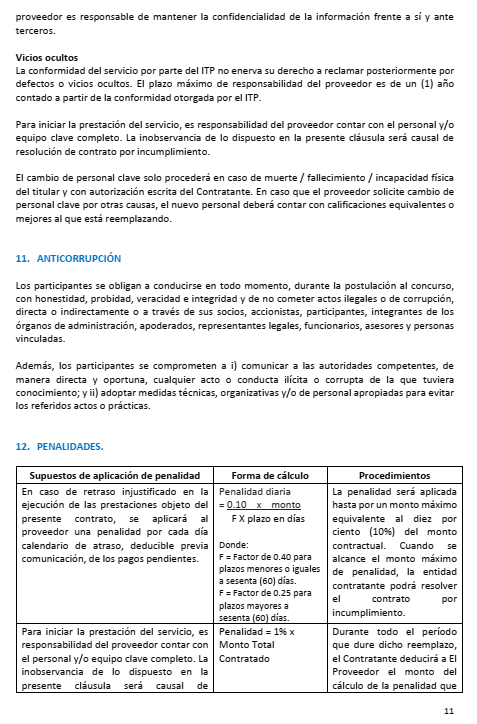 proveedor es responsable de mantener la confidencialidad de la información frente a sí y ante
terceros.
Vicios ocultos
La conformidad del servicio por parte del ITP no enerva su derecho a reclamar posteriormente por
defectos o vicios ocultos. El plazo máximo de responsabilidad del proveedor es de un (1) año
contado a partir de la conformidad otorgada por el ITP.
Para iniciar la prestación del servicio, es responsabilidad del proveedor contar con el personal y/o
equipo clave completo. La inobservancia de lo dispuesto en la presente cláusula será causal de
resolución de contrato por incumplimiento.
El cambio de personal clave solo procederá en caso de muerte / fallecimiento / incapacidad física
del titular y con autorización escrita del Contratante. En caso que el proveedor solicite cambio de
personal clave por otras causas, el nuevo personal deberá contar con calificaciones equivalentes o
mejores al que está reemplazando.
11. ANTICORRUPCIÓN
Los participantes se obligan a conducirse en todo momento, durante la postulación al concurso,
con honestidad, probidad, veracidad e integridad y de no cometer actos ilegales o de corrupción,
directa o indirectamente o a través de sus socios, accionistas, participantes, integrantes de los
órganos de administración, apoderados, representantes legales, funcionarios, asesores y personas
vinculadas.
Además, los participantes se comprometen a i) comunicar a las autoridades competentes, de
manera directa y oportuna, cualquier acto o conducta ilícita o corrupta de la que tuviera
conocimiento; y ii) adoptar medidas técnicas, organizativas y/o de personal apropiadas para evitar
los referidos actos o prácticas.
12. PENALIDADES.
Supuestos de aplicación de penalidad
Forma de cálculo
Procedimientos
En caso de retraso injustificado en la
ejecución de las prestaciones objeto del
presente contrato, se aplicará al
proveedor una penalidad por cada día
calendario de atraso, deducible previa
comunicación, de los pagos pendientes.
Penalidad diaria
= 0.10 x monto
F X plazo en días
Donde:
F = Factor de 0.40 para
plazos menores o iguales
a sesenta (60) días.
F = Factor de 0.25 para
plazos mayores a
sesenta (60) días.
La penalidad será aplicada
hasta por un monto máximo
equivalente al diez por
ciento (10%) del monto
contractual. Cuando se
alcance el monto máximo
de penalidad, la entidad
contratante podrá resolver
el contrato por
incumplimiento.
Para iniciar la prestación del servicio, es
responsabilidad del proveedor contar con
el personal y/o equipo clave completo. La
inobservancia de lo dispuesto en la
presente cláusula será causal de
Penalidad = 1% x
Monto Total
Contratado
Durante todo el período
que dure dicho reemplazo,
el Contratante deducirá a El
Proveedor el monto del
cálculo de la penalidad que
11